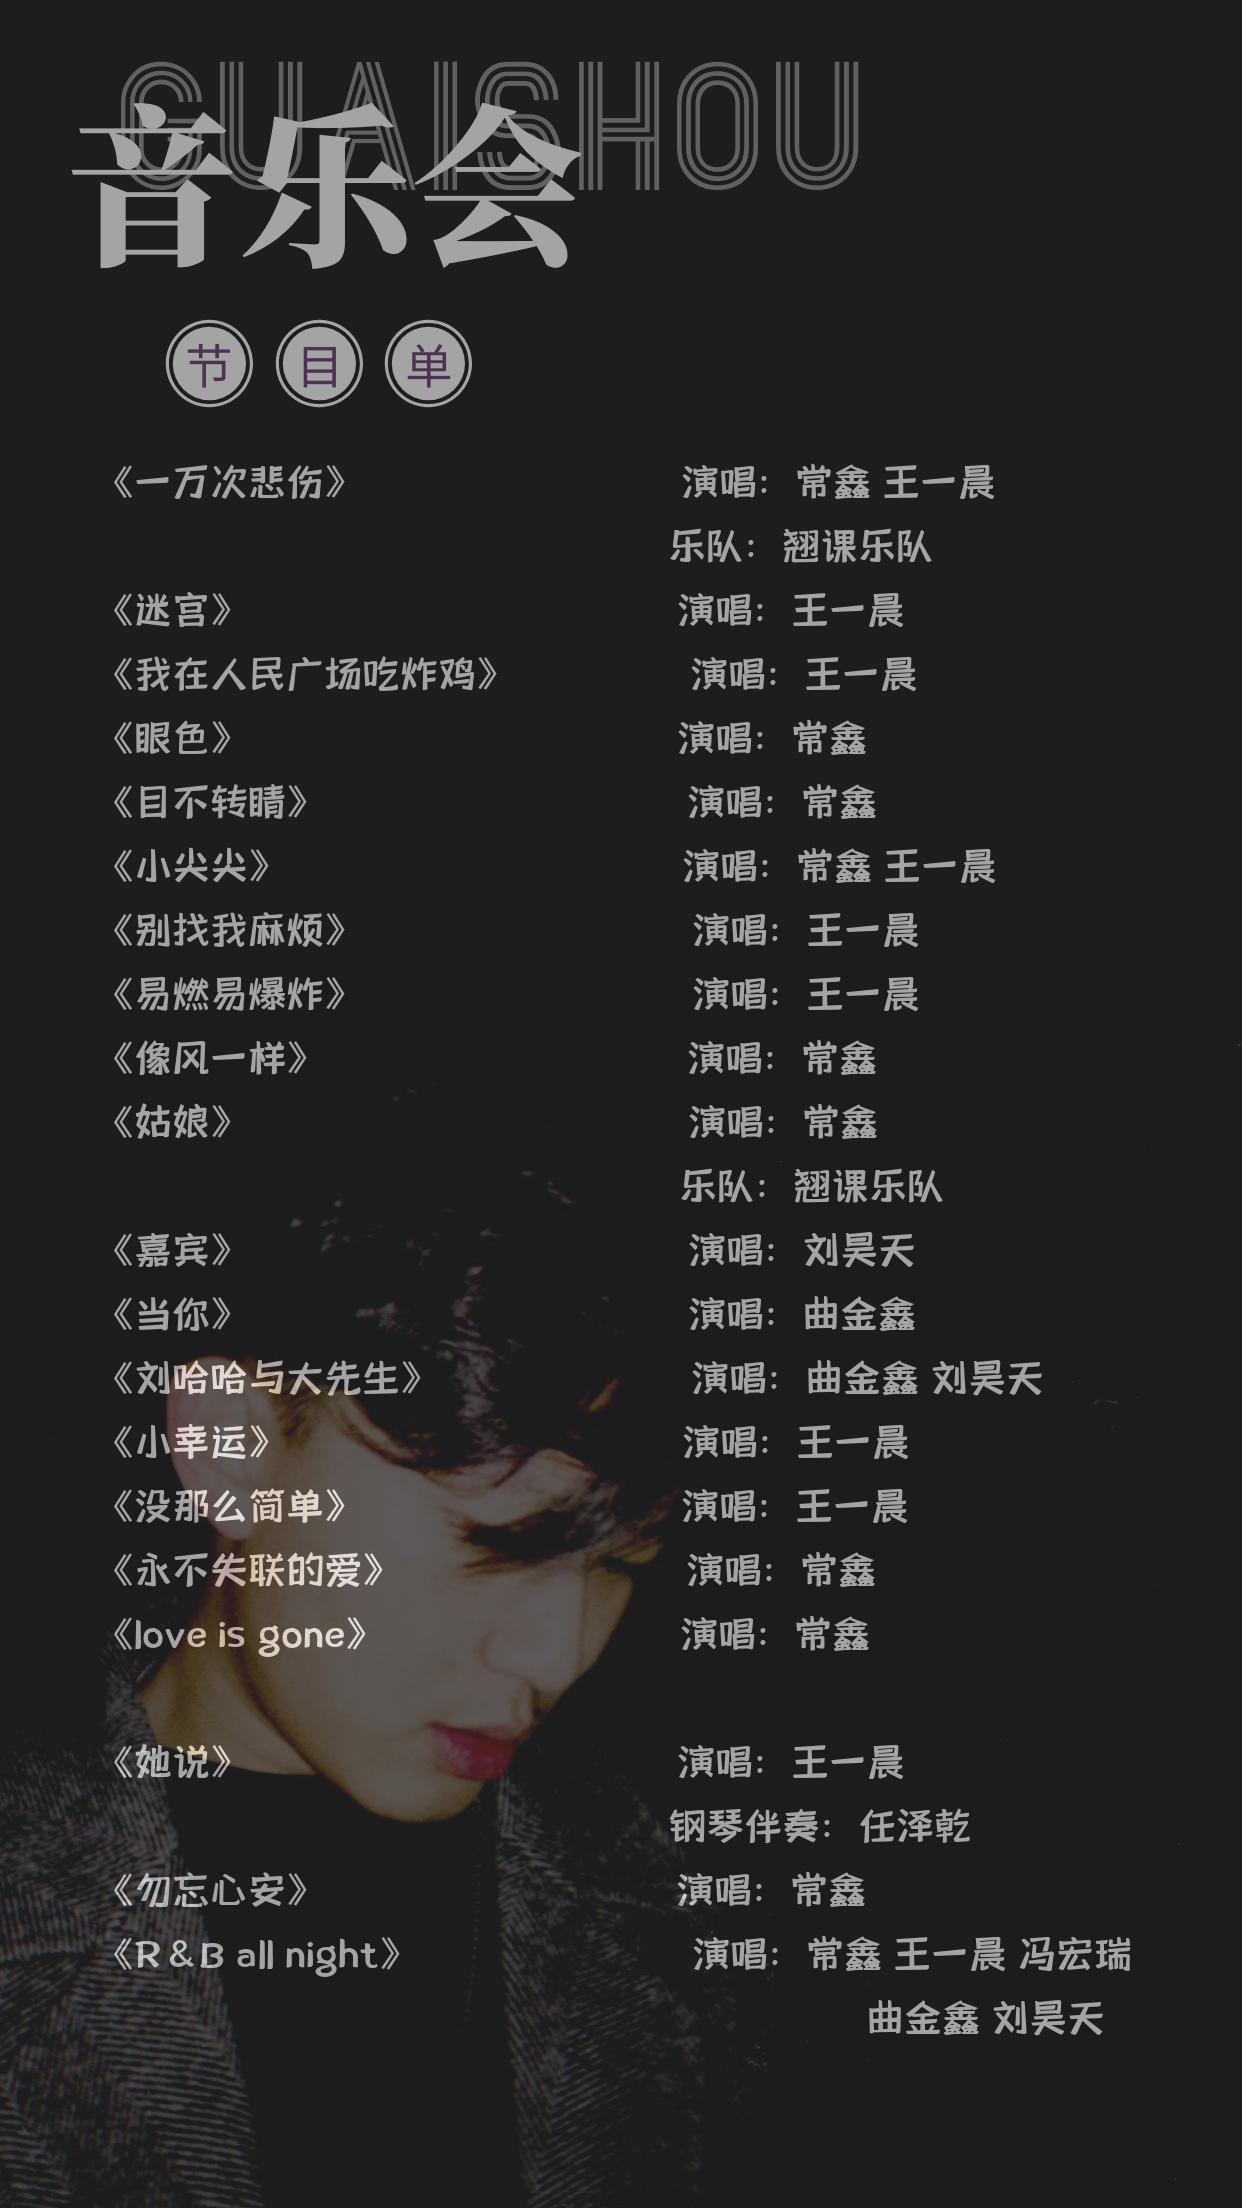 GUAISHOU
音乐会
节目单
《一万次悲伤》 演唱：常鑫 王一晨
乐队：翘课乐队
《迷宫》 演唱：王一晨
《我在人民广场吃炸鸡》 演唱：王一晨
《眼色》 演唱：常鑫
《目不转睛》 演唱：常鑫
《小尖尖》 演唱：常鑫 王一晨
《别找我麻烦》 演唱：王一晨
《易燃易爆炸》 演唱：王一晨
《像风一样》 演唱：常鑫
《姑娘》 演唱：常鑫
乐队：翘课乐队
《嘉宾》 演唱：刘昊天
《当你》 演唱：曲金鑫
《刘哈哈与大先生》 演唱：曲金鑫 刘昊天
《小幸运》 演唱：王一晨
《没那么简单》 演唱：王一晨
《永不失联的爱》 演唱：常鑫
《love is gone》 演唱：常鑫
《她说》 演唱：王一晨
钢琴伴奏：任泽乾
《勿忘心安》 演唱：常鑫
《R＆B all night》 演唱：常鑫 王一晨 冯宏瑞
曲金鑫 刘昊天